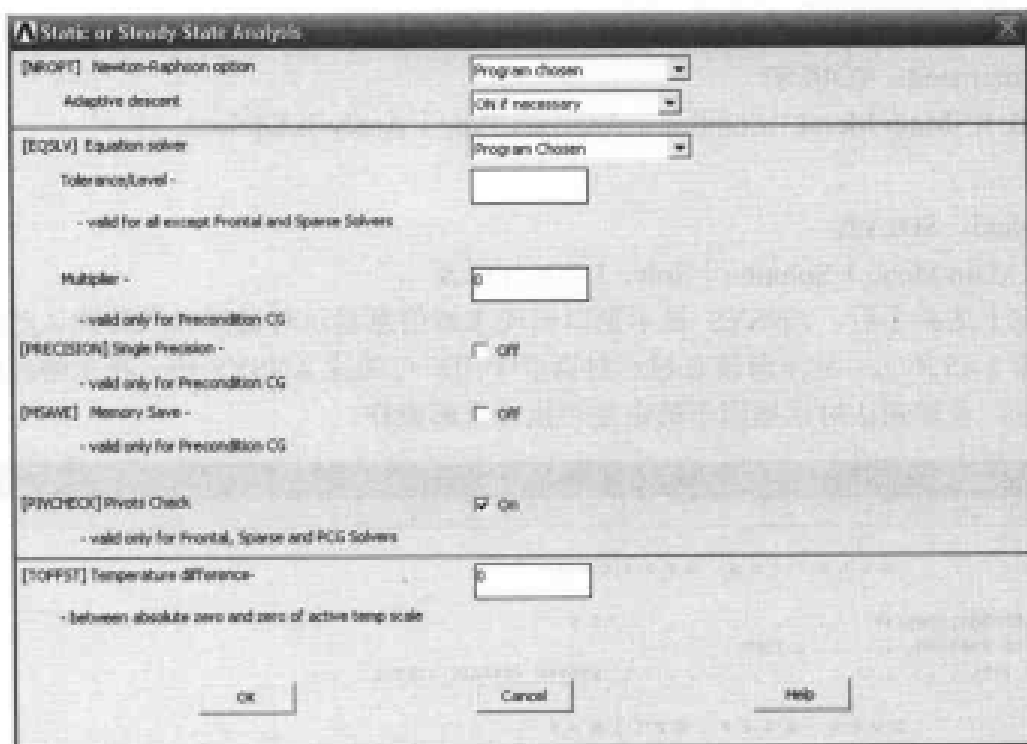 Static or Steady-State Analysis
[NROPT] Newton-Raphson option Program chosen
Adaptive descent ON if necessary
[EQSLV] Equation solver Program Chosen
Tolerance/Level -
- valid for all except Frontal and Sparse Solvers
Multiplier - 0
- valid only for Precondition CG
[PRECISION] Single Precision - Off
- valid only for Precondition CG
[MSAVE] Memory Save - Off
- valid only for Precondition CG
[PIVCHECK] Pivots Check On
- valid only for Frontal, Sparse and PCG Solvers
[TOFFST] Temperature difference- 0
- between absolute zero and zero of active temp scale
OK Cancel Help